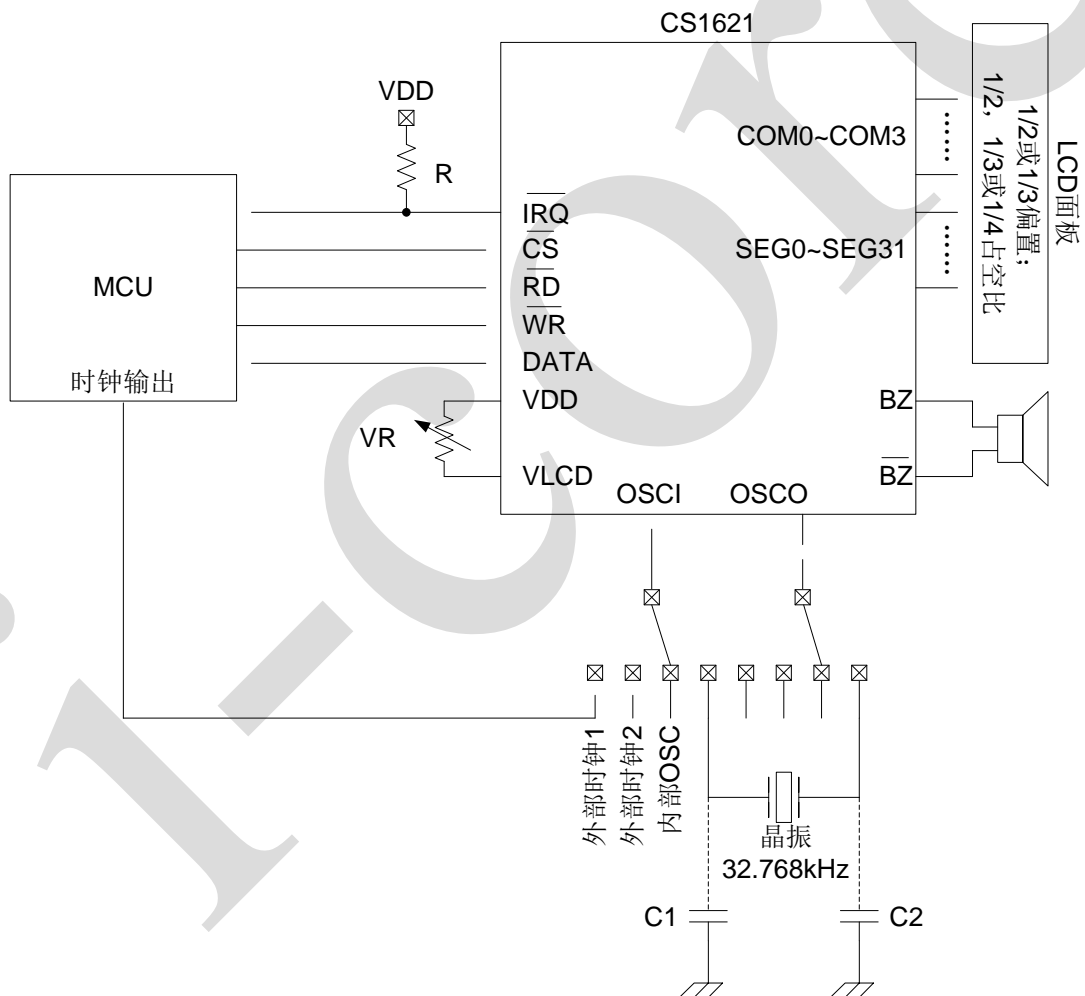 CS1621
VDD
R
MCU
时钟输出
IRQ
CS
RD
WR
DATA
VDD
VLCD
VR
COM0~COM3
SEG0~SEG31
BZ
BZ
OSCI
OSCO
LCD面板
1/2或1/3偏置;
1/2, 1/3或1/4占空比
外部时钟1
外部时钟2
内部OSC
晶振
32.768kHz
C1
C2